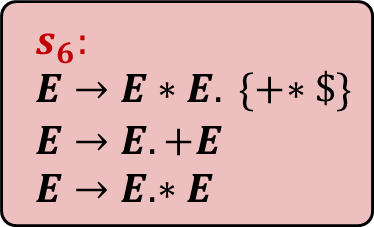 s₆:
E → E * E. {+* $}
E → E. +E
E → E.* E